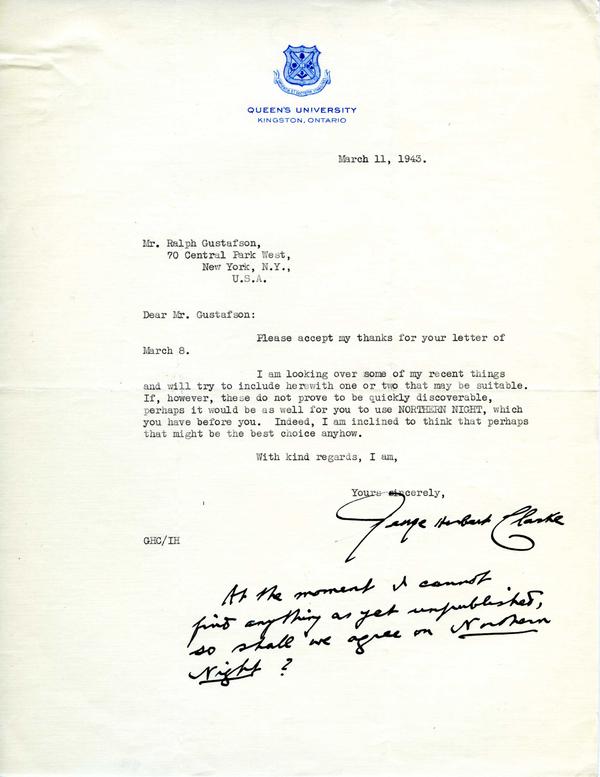 QUEEN'S UNIVERSITY
KINGSTON, ONTARIO
March 11, 1943.
Mr. Ralph Gustafson,
70 Central Park West,
New York, N.Y.,
U.S.A.
Dear Mr. Gustafson:
Please accept my thanks for your letter of
March 8.
I am looking over some of my recent things
and will try to include herewith one or two that may be suitable.
If, however, these do not prove to be quickly discoverable,
perhaps it would be as well for you to use NORTHERN NIGHT, which
you have before you. Indeed, I am inclined to think that perhaps
that might be the best choice anyhow.
With kind regards, I am,
Yours sincerely,
George Herbert Clarke
GHC/IH
At the moment I cannot
find anything as yet unpublished,
so shall we agree on Northern
Night?